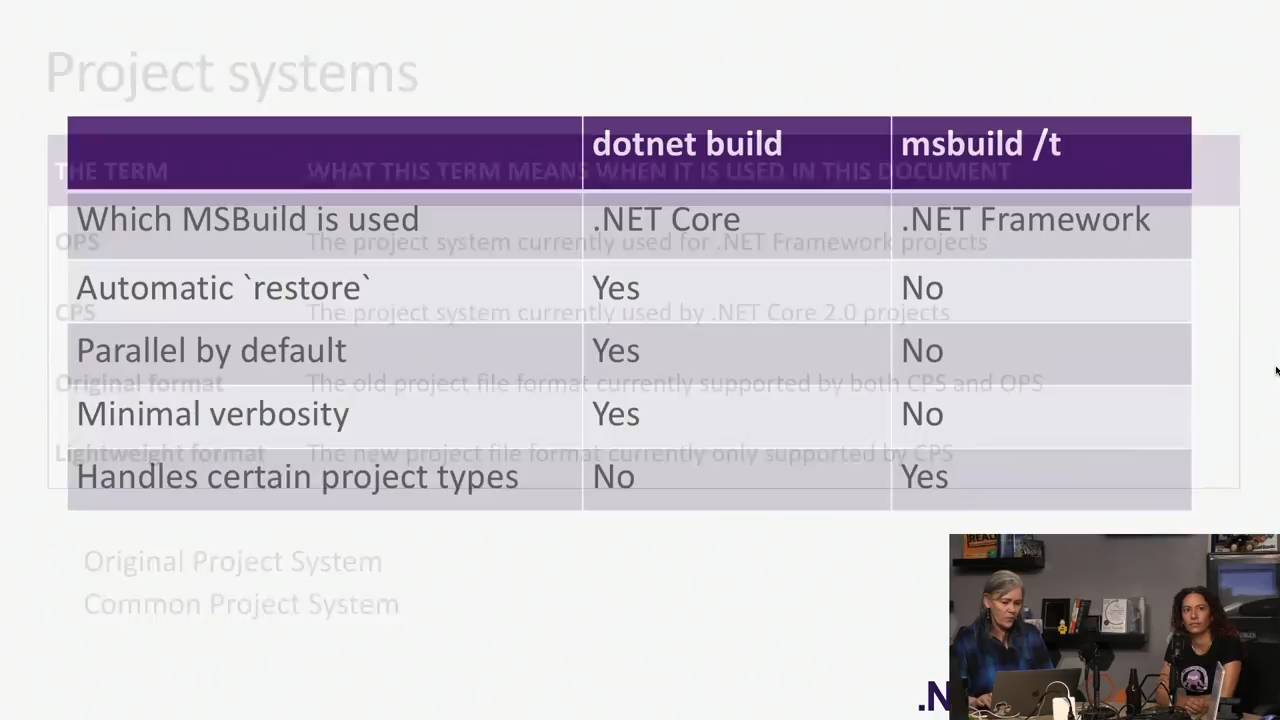 Project systems
dotnet build msbuild /t
THE TERM WHAT THIS TERM MEANS WHEN IT IS USED IN THIS DOCUMENT
Which MSBuild is used .NET Core .NET Framework
OPS The project system currently used for .NET Framework projects
Automatic `restore` Yes No
CPS The project system currently used by .NET Core 2.0 projects
Parallel by default Yes No
Original format The old project file format currently supported by both CPS and OPS
Minimal verbosity Yes No
Lightweight format The new project file format currently only supported by CPS
Handles certain project types No Yes
Original Project System
Common Project System
.N